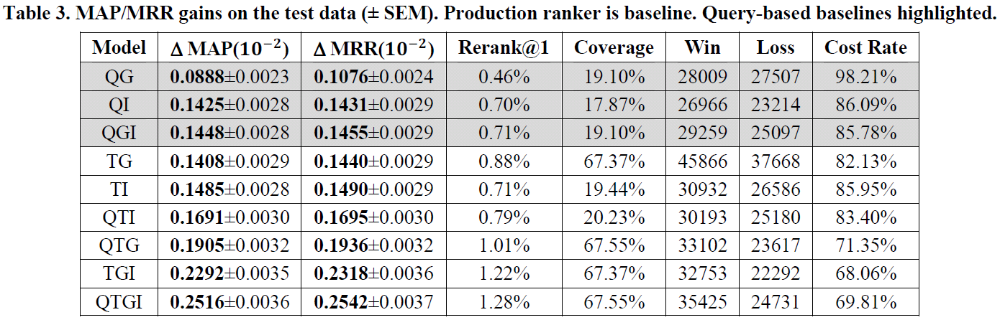 Table 3. MAP/MRR gains on the test data (± SEM). Production ranker is baseline. Query-based baselines highlighted.
Model Δ MAP(10⁻²) Δ MRR(10⁻²) Rerank@1 Coverage Win Loss Cost Rate
QG 0.0888±0.0023 0.1076±0.0024 0.46% 19.10% 28009 27507 98.21%
QI 0.1425±0.0028 0.1431±0.0029 0.70% 17.87% 26966 23214 86.09%
QGI 0.1448±0.0028 0.1455±0.0029 0.71% 19.10% 29259 25097 85.78%
TG 0.1408±0.0029 0.1440±0.0029 0.88% 67.37% 45866 37668 82.13%
TI 0.1485±0.0028 0.1490±0.0029 0.71% 19.44% 30932 26586 85.95%
QTI 0.1691±0.0030 0.1695±0.0030 0.79% 20.23% 30193 25180 83.40%
QTG 0.1905±0.0032 0.1936±0.0032 1.01% 67.55% 33102 23617 71.35%
TGI 0.2292±0.0035 0.2318±0.0036 1.22% 67.37% 32753 22292 68.06%
QTGI 0.2516±0.0036 0.2542±0.0037 1.28% 67.55% 35425 24731 69.81%